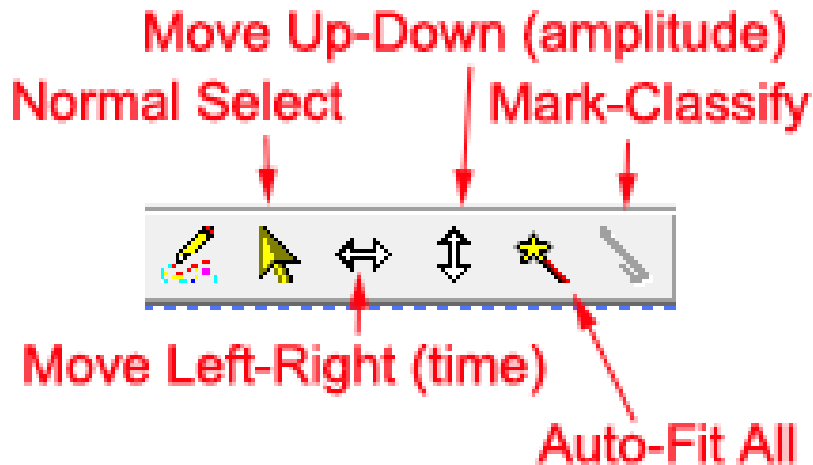 Move Up-Down (amplitude)
Normal Select
Mark-Classify
Move Left-Right (time)
Auto-Fit All